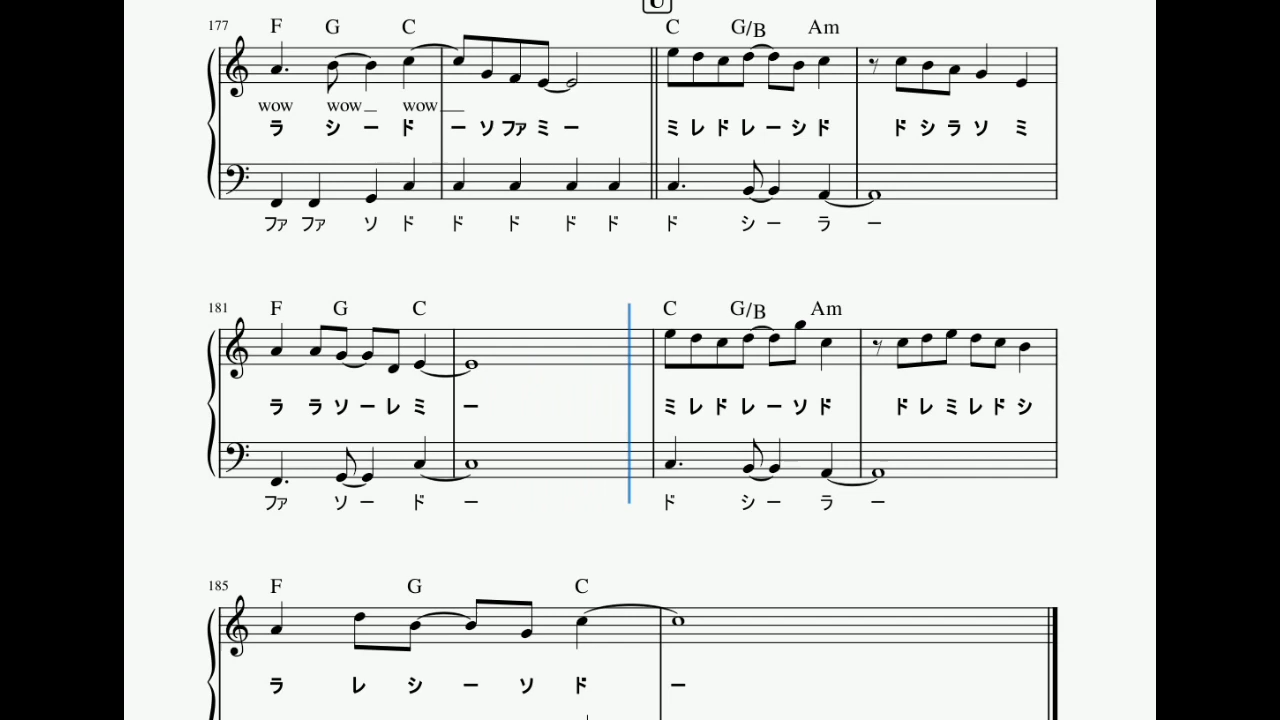 U
177 F G C C G/B Am
wow wow wow
ラ シ ー ド ー ソ ファ ミ ー ミ レ ド レ ー シ ド ド シ ラ ソ ミ
ファ ファ ソ ド ド ド ド ド ド シ ー ラ ー
181 F G C C G/B Am
ラ ラ ソ ー レ ミ ー ミ レ ド レ ー ソ ド ド レ ミ レ ド シ
ファ ソ ー ド ー ド シ ー ラ ー
185 F G C
ラ レ シ ー ソ ド ー